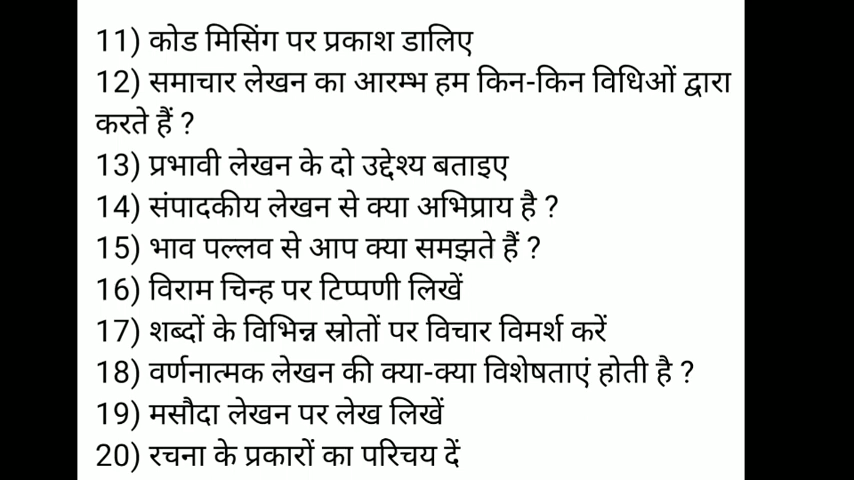 11) कोड मिसिंग पर प्रकाश डालिए
12) समाचार लेखन का आरम्भ हम किन-किन विधिओं द्वारा
करते हैं ?
13) प्रभावी लेखन के दो उद्देश्य बताइए
14) संपादकीय लेखन से क्या अभिप्राय है ?
15) भाव पल्लव से आप क्या समझते हैं ?
16) विराम चिन्ह पर टिप्पणी लिखें
17) शब्दों के विभिन्न स्रोतों पर विचार विमर्श करें
18) वर्णनात्मक लेखन की क्या-क्या विशेषताएं होती है ?
19) मसौदा लेखन पर लेख लिखें
20) रचना के प्रकारों का परिचय दें